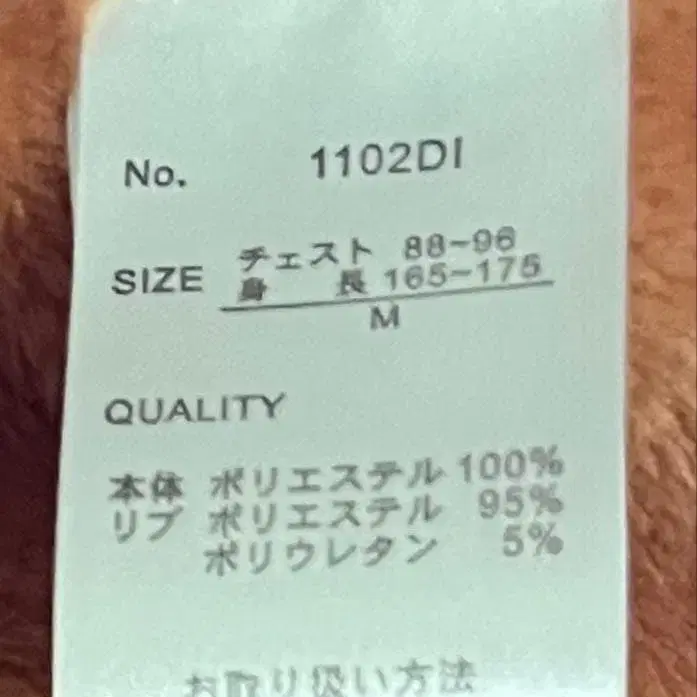 No. 1102DI
SIZE チェスト 88-96
身 長 165-175
M
QUALITY
本体 ポリエステル 100%
リブ ポリエステル 95%
ポリウレタン 5%
お取り扱い方法